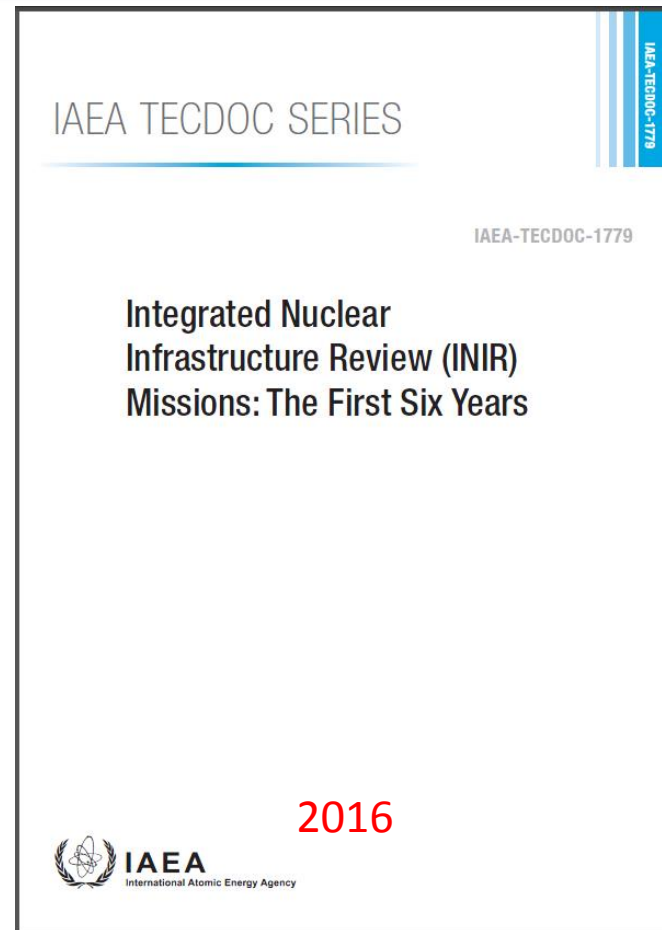 IAEA-TECDOC-1779
IAEA TECDOC SERIES
IAEA-TECDOC-1779
Integrated Nuclear
Infrastructure Review (INIR)
Missions: The First Six Years
2016
IAEA
International Atomic Energy Agency